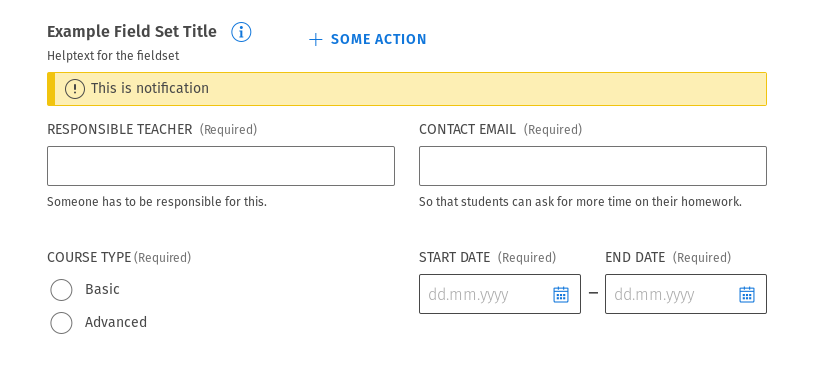 Example Field Set Title
+ SOME ACTION
Helptext for the fieldset
This is notification
RESPONSIBLE TEACHER (Required)
CONTACT EMAIL (Required)
Someone has to be responsible for this.
So that students can ask for more time on their homework.
COURSE TYPE (Required)
START DATE (Required)
END DATE (Required)
Basic
dd.mm.yyyy – dd.mm.yyyy
Advanced